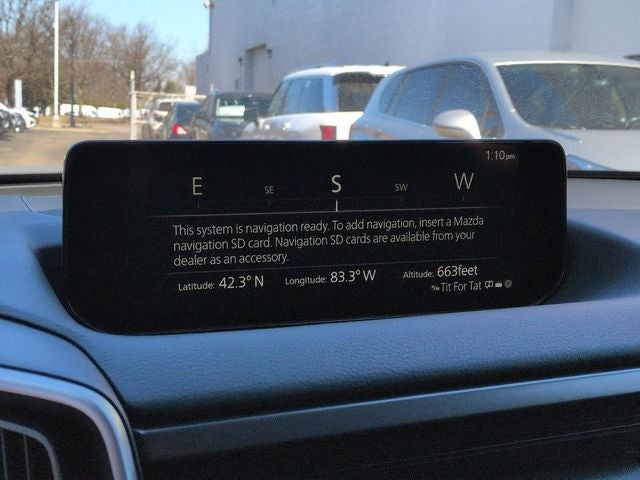 1:10pm
E SE S SW W
This system is navigation ready. To add navigation, insert a Mazda
navigation SD card. Navigation SD cards are available from your
dealer as an accessory.
Latitude: 42.3° N Longitude: 83.3° W Altitude: 663feet
Tit For Tat